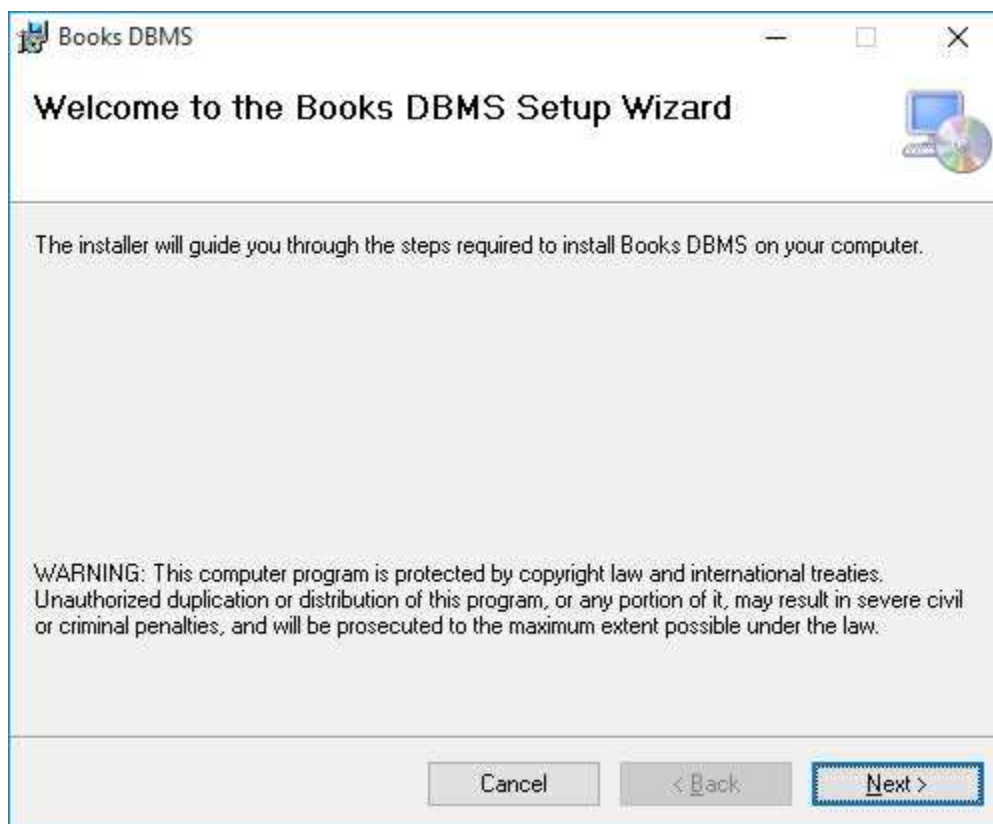 Books DBMS
Welcome to the Books DBMS Setup Wizard
The installer will guide you through the steps required to install Books DBMS on your computer.
WARNING: This computer program is protected by copyright law and international treaties.
Unauthorized duplication or distribution of this program, or any portion of it, may result in severe civil
or criminal penalties, and will be prosecuted to the maximum extent possible under the law.
Cancel < Back Next >